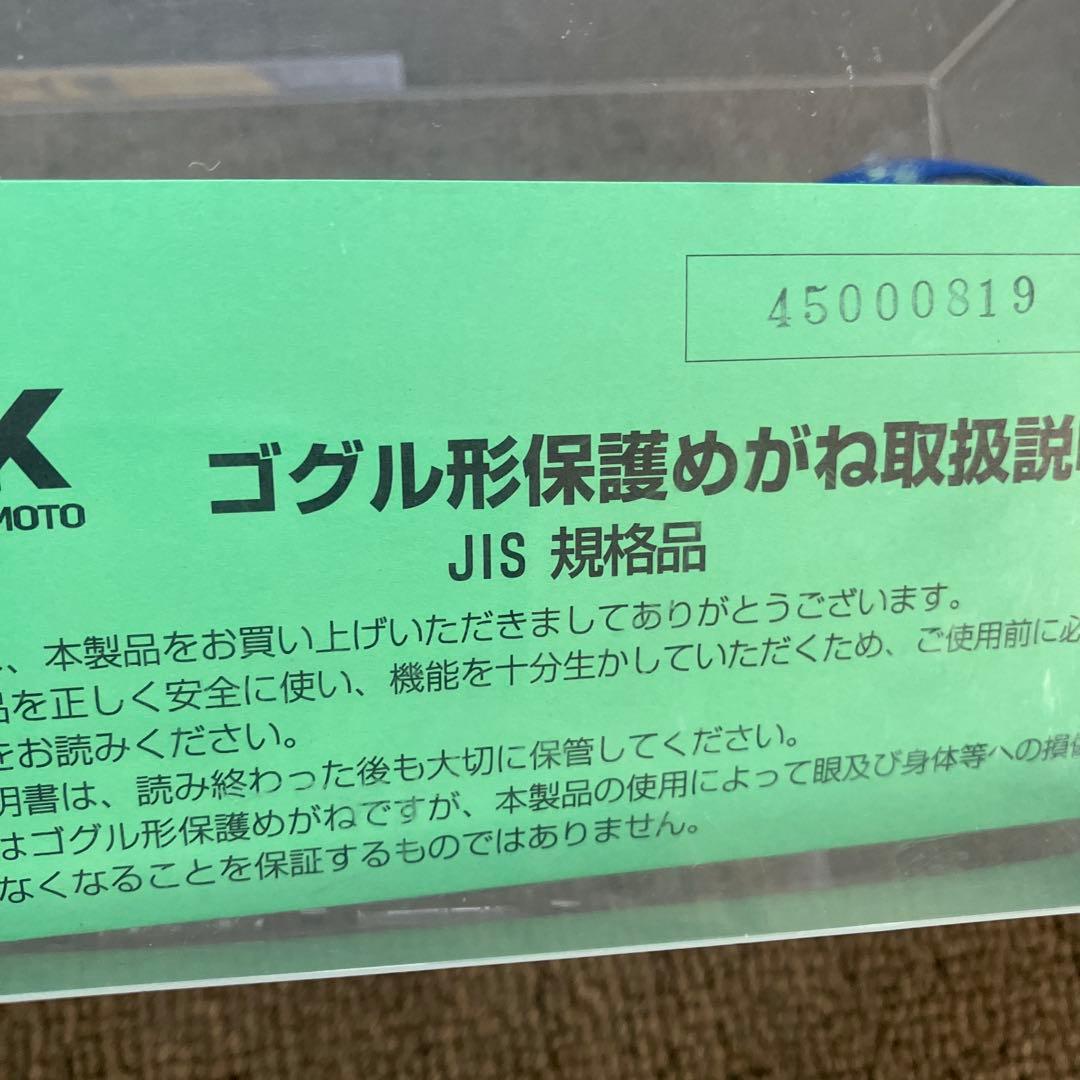 45000819
K
MOTO
ゴグル形保護めがね取扱説
JIS 規格品
、本製品をお買い上げいただきましてありがとうございます。
品を正しく安全に使い、機能を十分生かしていただくため、ご使用前に必
をお読みください。
明書は、読み終わった後も大切に保管してください。
はゴグル形保護めがねですが、本製品の使用によって眼及び身体等への損傷
なくなることを保証するものではありません。